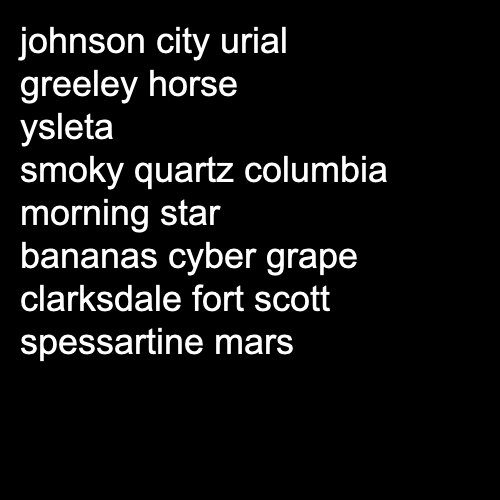 johnson city urial
greeley horse
ysleta
smoky quartz columbia
morning star
bananas cyber grape
clarksdale fort scott
spessartine mars